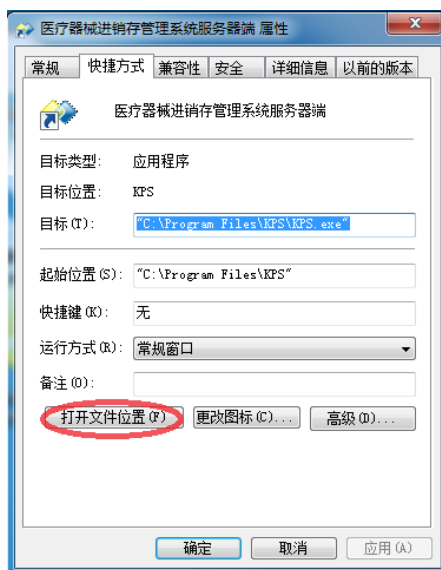 医疗器械进销存管理系统服务器端 属性
常规 快捷方式 兼容性 安全 详细信息 以前的版本
医疗器械进销存管理系统服务器端
目标类型: 应用程序
目标位置: KPS
目标(T): "C:\Program Files\KPS\KPS.exe"
起始位置(S): "C:\Program Files\KPS"
快捷键(K): 无
运行方式(R): 常规窗口
备注(O):
打开文件位置(F) 更改图标(C)... 高级(D)...
确定 取消 应用(A)